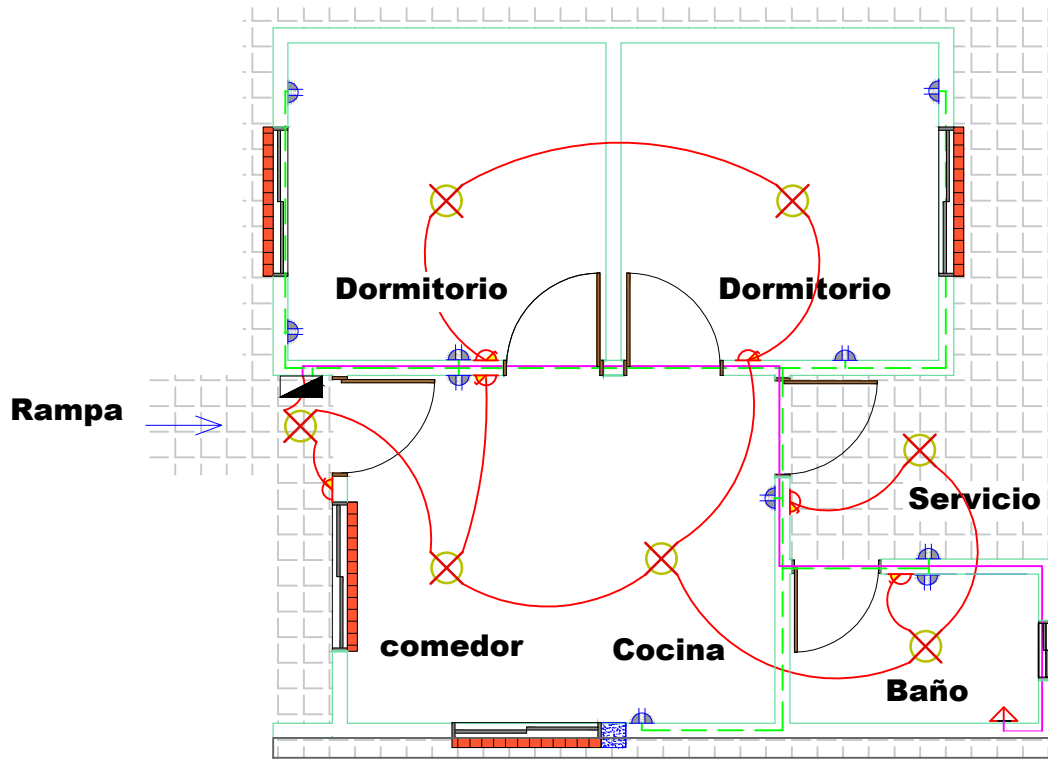 Dormitorio
Dormitorio
Rampa
Servicio
comedor
Cocina
Baño